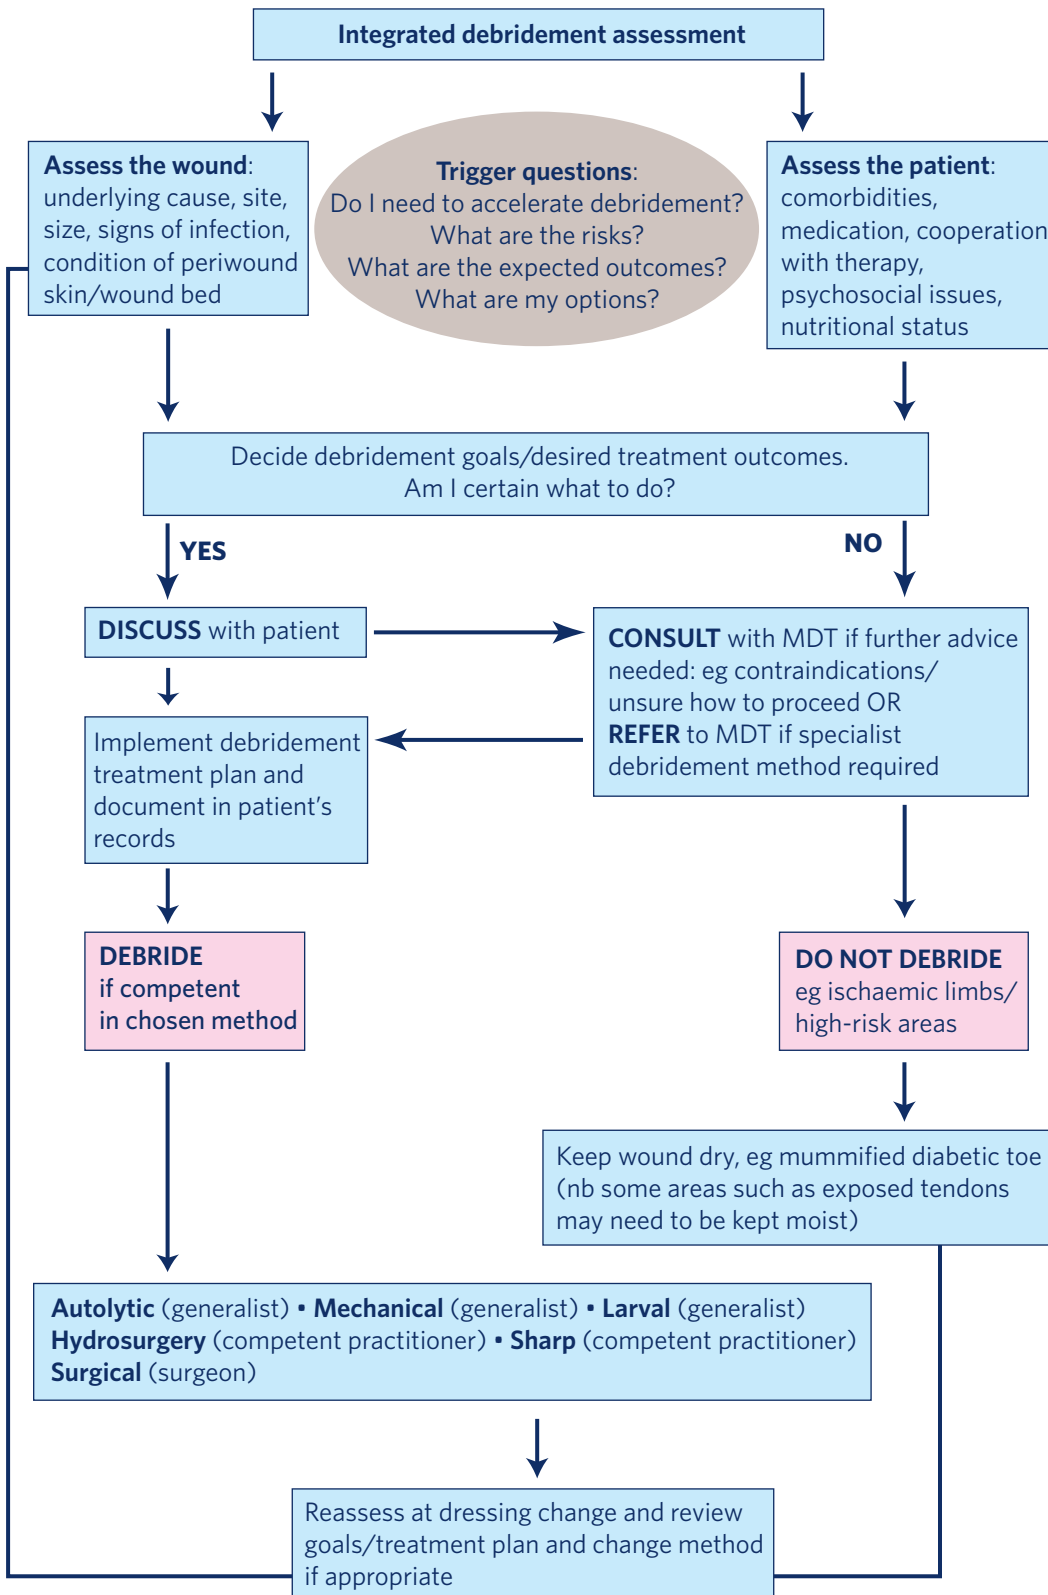 Integrated debridement assessment
Assess the wound:
underlying cause, site,
size, signs of infection,
condition of periwound
skin/wound bed
Trigger questions:
Do I need to accelerate debridement?
What are the risks?
What are the expected outcomes?
What are my options?
Assess the patient:
comorbidities,
medication, cooperation
with therapy,
psychosocial issues,
nutritional status
Decide debridement goals/desired treatment outcomes.
Am I certain what to do?
YES
NO
DISCUSS with patient
CONSULT with MDT if further advice
needed: eg contraindications/
unsure how to proceed OR
REFER to MDT if specialist
debridement method required
Implement debridement
treatment plan and
document in patient's
records
DEBRIDE
if competent
in chosen method
DO NOT DEBRIDE
eg ischaemic limbs/
high-risk areas
Keep wound dry, eg mummified diabetic toe
(nb some areas such as exposed tendons
may need to be kept moist)
Autolytic (generalist) • Mechanical (generalist) • Larval (generalist)
Hydrosurgery (competent practitioner) • Sharp (competent practitioner)
Surgical (surgeon)
Reassess at dressing change and review
goals/treatment plan and change method
if appropriate